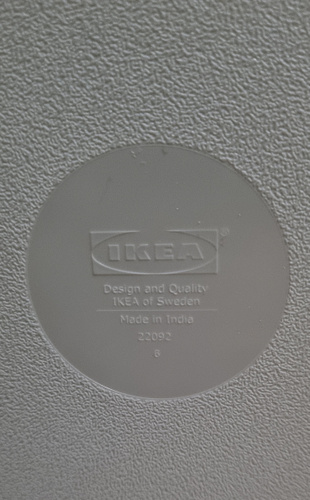 IKEA®
Design and Quality
IKEA of Sweden
Made in India
22092
6